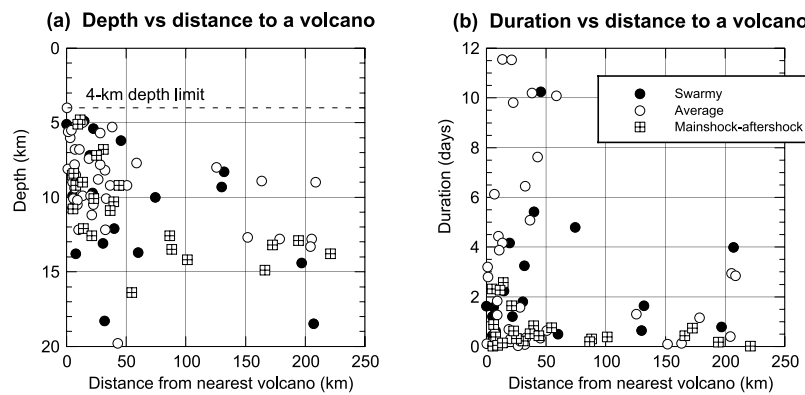 (a) Depth vs distance to a volcano
0
5
10
15
20
Depth (km)
4-km depth limit
0 50 100 150 200 250
Distance from nearest volcano (km)
(b) Duration vs distance to a volcano
12
10
8
6
4
2
0
Duration (days)
Swarmy
Average
Mainshock-aftershock
0 50 100 150 200 250
Distance from nearest volcano (km)